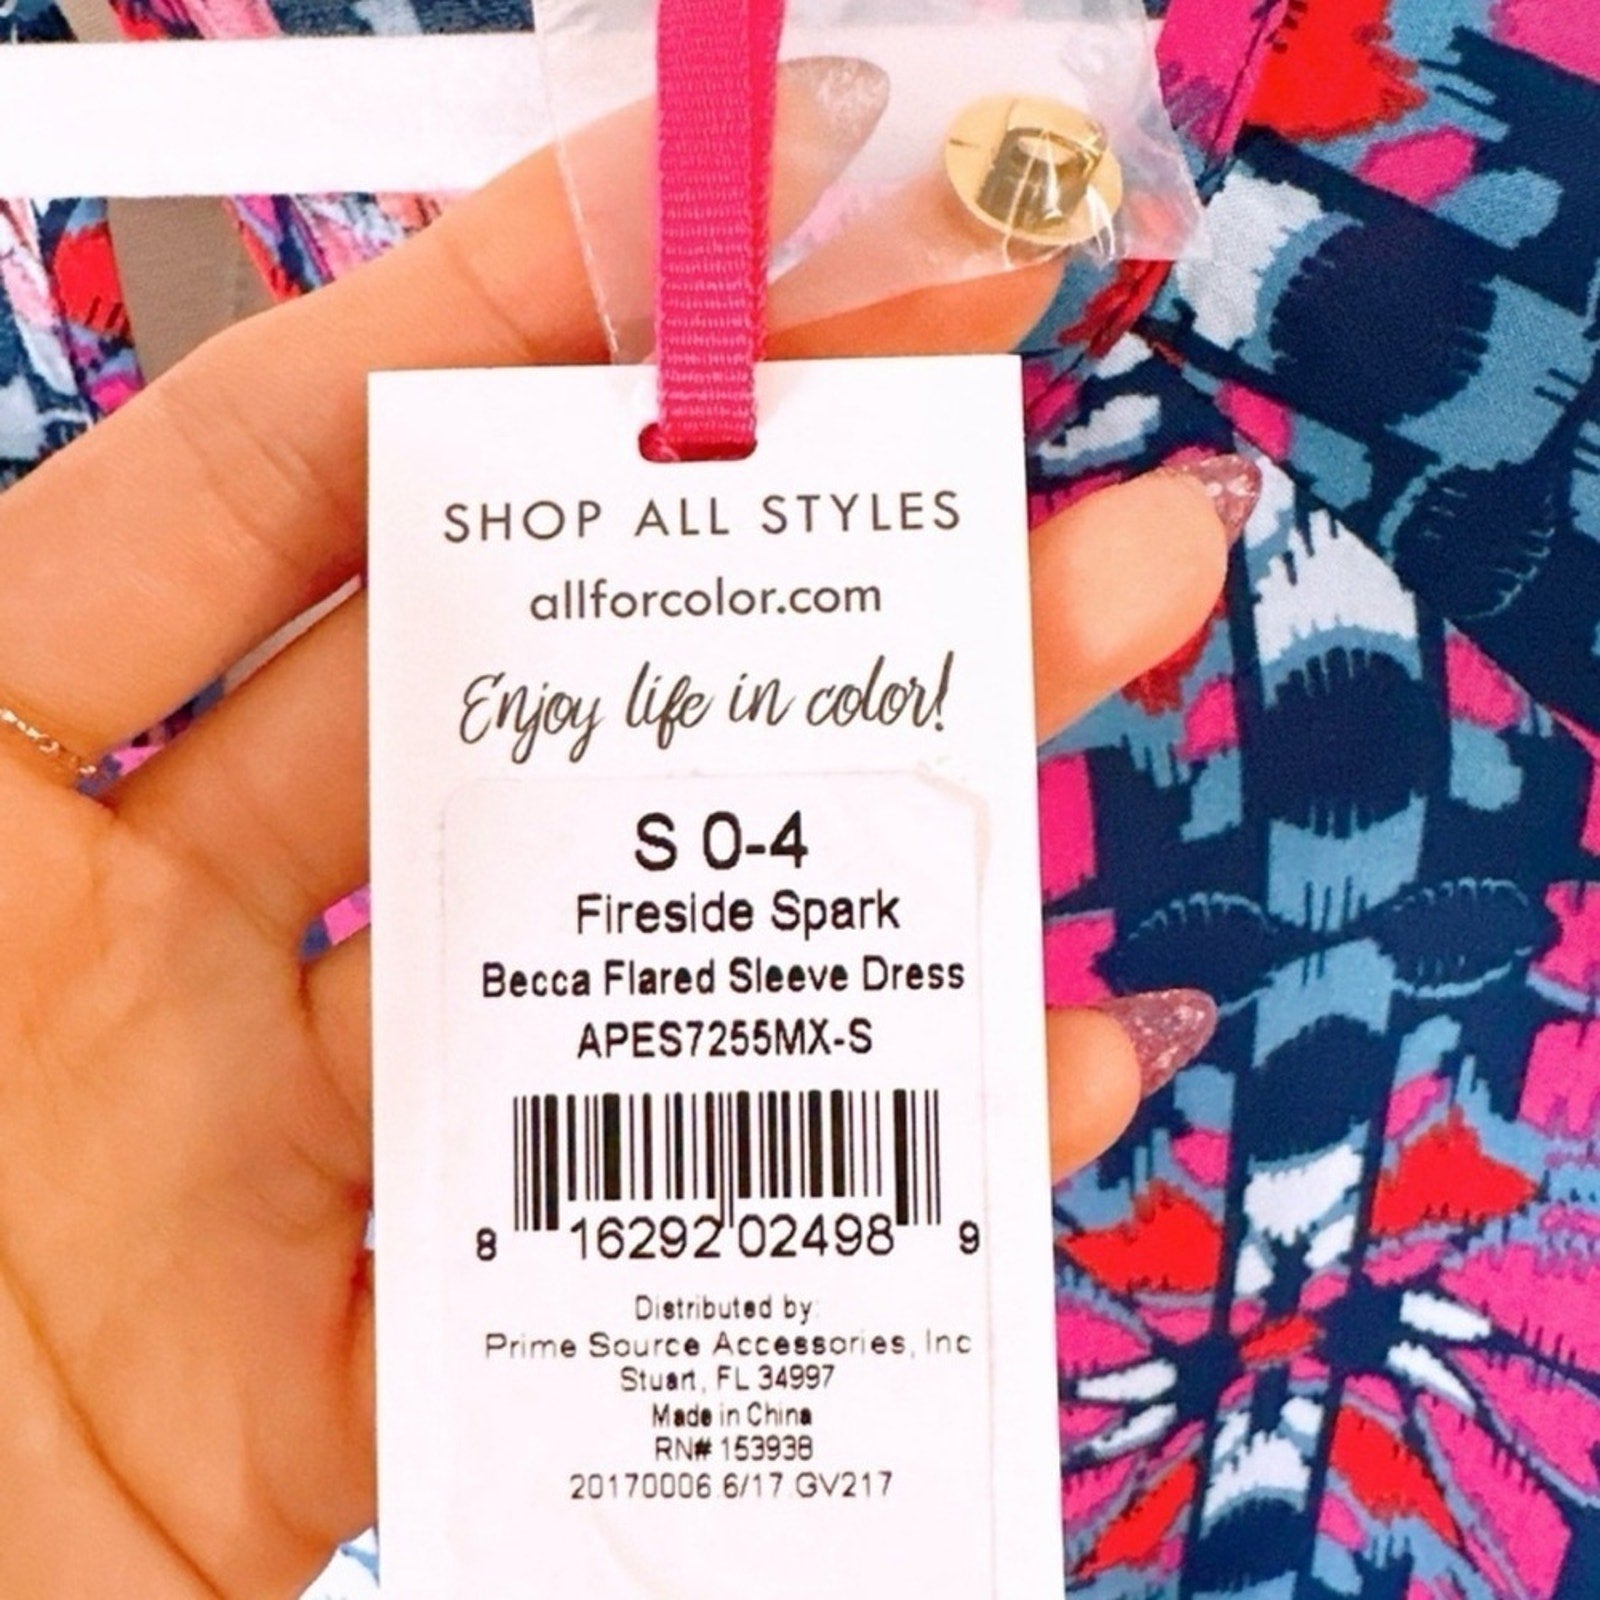 SHOP ALL STYLES
allforcolor.com
Enjoy life in color!
S 0-4
Fireside Spark
Becca Flared Sleeve Dress
APES7255MX-S
8 16292 02498 9
Distributed by:
Prime Source Accessories, Inc
Stuart, FL 34997
Made in China
RN# 153938
20170006 6/17 GV217